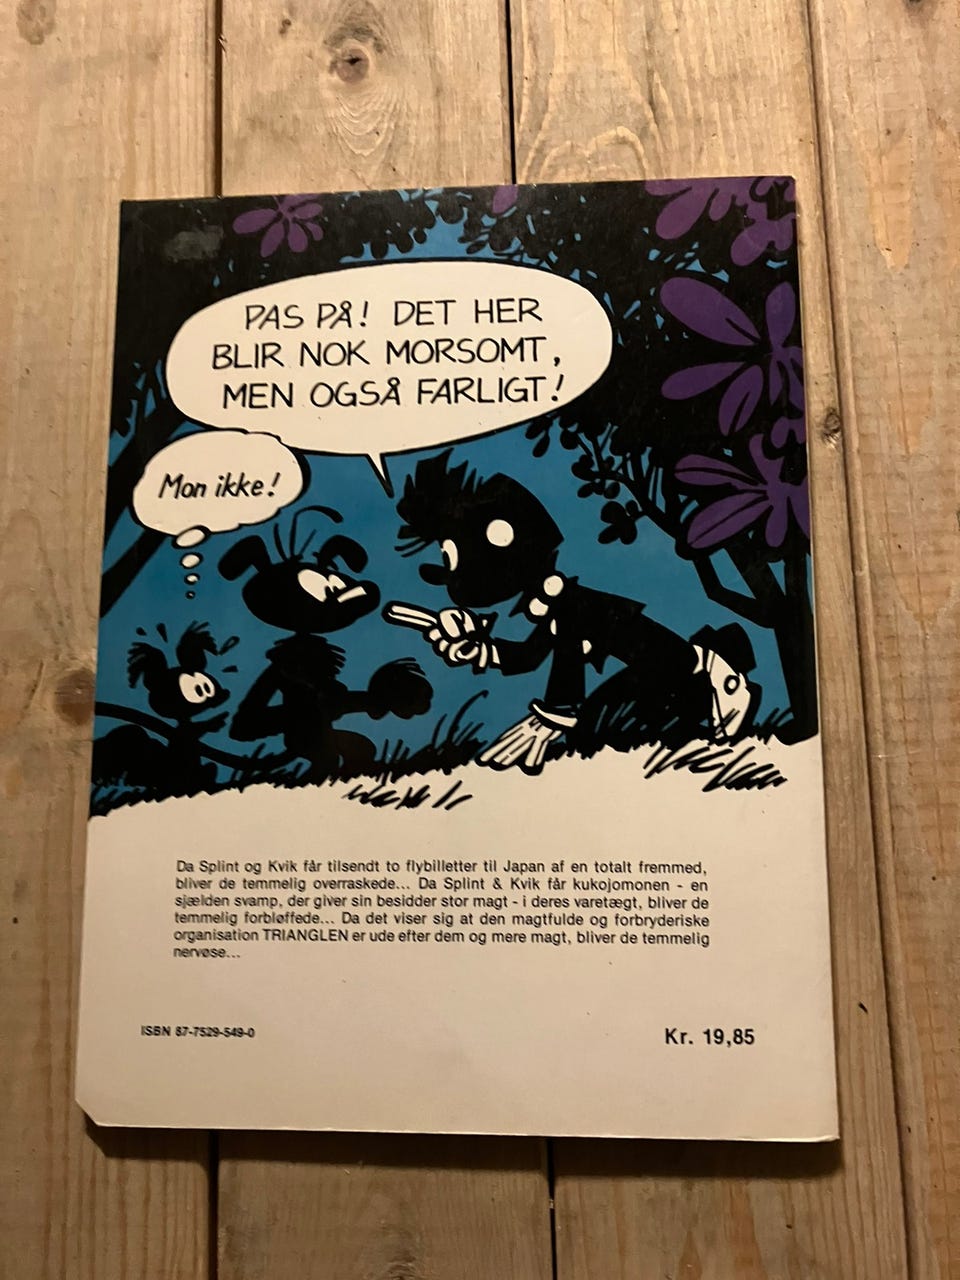 PAS PÅ! DET HER
BLIR NOK MORSOMT,
MEN OGSÅ FARLIGT!
Mon ikke!
Da Splint og Kvik får tilsendt to flybilletter til Japan af en totalt fremmed,
bliver de temmelig overraskede... Da Splint & Kvik får kukojomonen - en
sjælden svamp, der giver sin besidder stor magt - i deres varetægt, bliver de
temmelig forbløffede... Da det viser sig at den magtfulde og forbryderiske
organisation TRIANGLEN er ude efter dem og mere magt, bliver de temmelig
nervøse...
ISBN 87-7529-549-0
Kr. 19,85